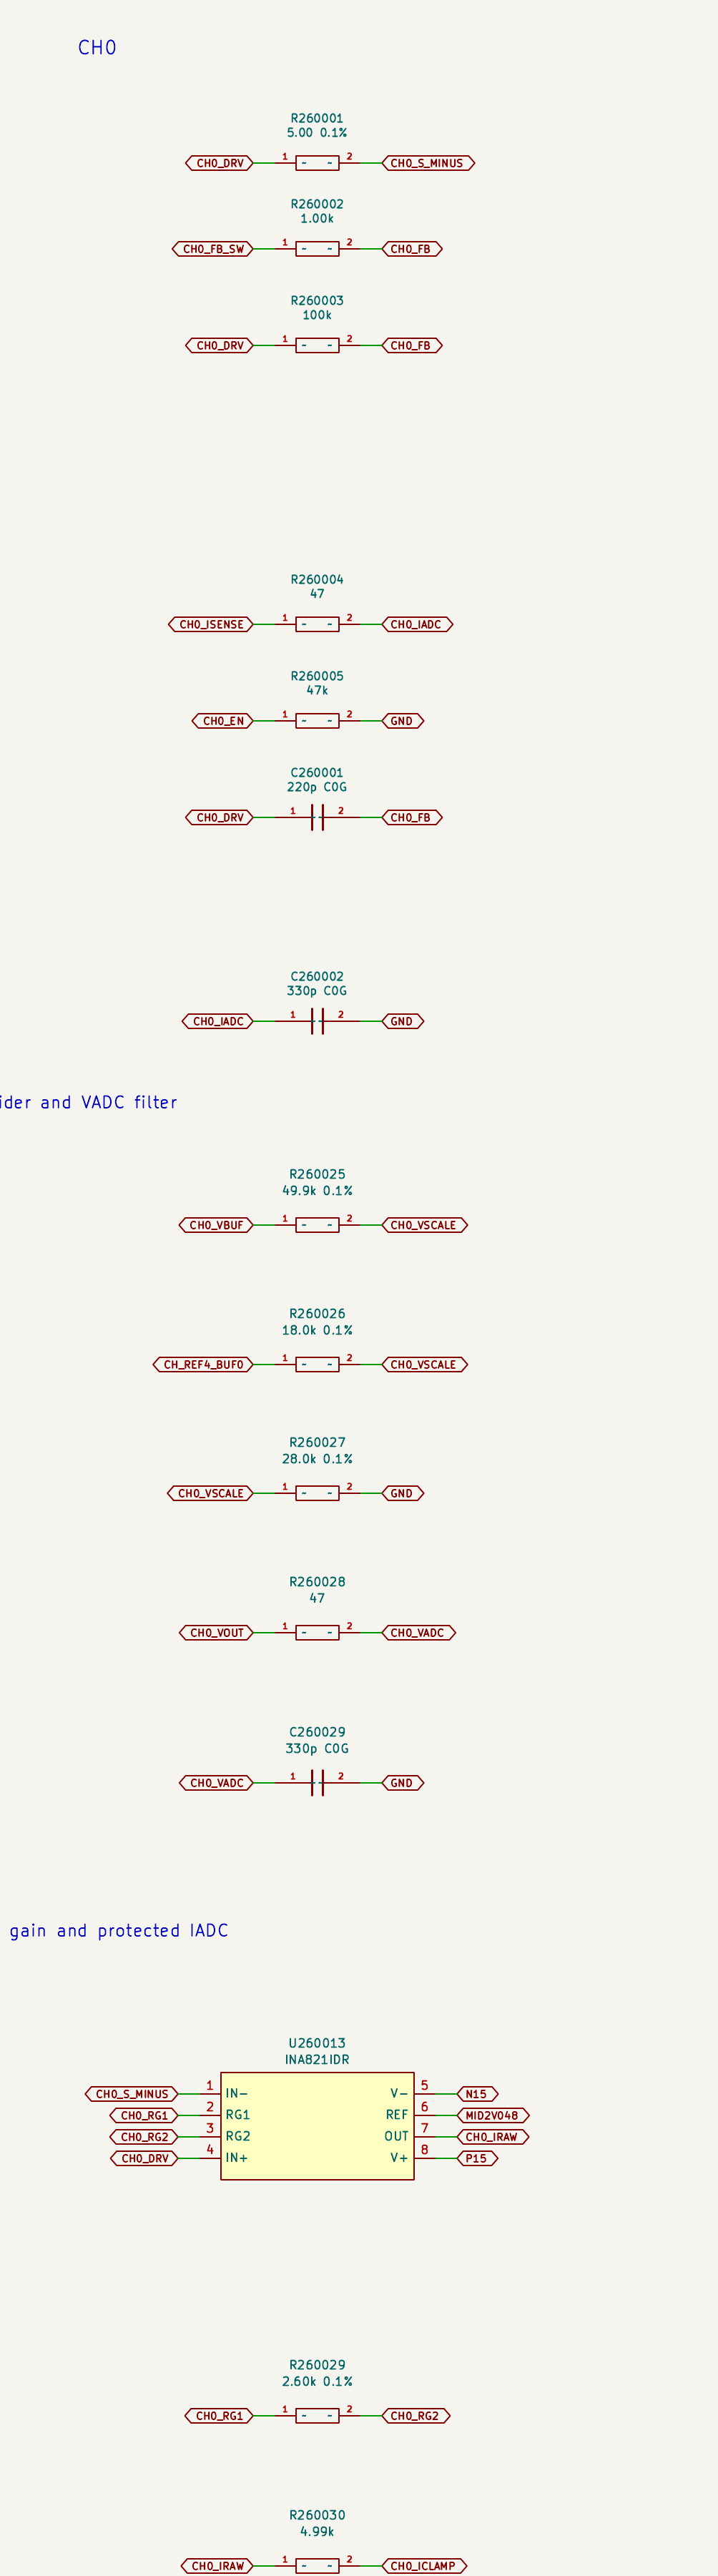 CH0
R260001
5.00 0.1%
CH0_DRV 1 - - 2 CH0_S_MINUS
R260002
1.00k
CH0_FB_SW 1 - - 2 CH0_FB
R260003
100k
CH0_DRV 1 - - 2 CH0_FB
R260004
47
CH0_ISENSE 1 - - 2 CH0_IADC
R260005
47k
CH0_EN 1 - - 2 GND
C260001
220p C0G
CH0_DRV 1 2 CH0_FB
C260002
330p C0G
CH0_IADC 1 2 GND
ider and VADC filter
R260025
49.9k 0.1%
CH0_VBUF 1 - - 2 CH0_VSCALE
R260026
18.0k 0.1%
CH_REF4_BUF0 1 - - 2 CH0_VSCALE
R260027
28.0k 0.1%
CH0_VSCALE 1 - - 2 GND
R260028
47
CH0_VOUT 1 - - 2 CH0_VADC
C260029
330p C0G
CH0_VADC 1 2 GND
gain and protected IADC
U260013
INA821IDR
CH0_S_MINUS 1 IN- V- 5 N15
CH0_RG1 2 RG1 REF 6 MID2V048
CH0_RG2 3 RG2 OUT 7 CH0_IRAW
CH0_DRV 4 IN+ V+ 8 P15
R260029
2.60k 0.1%
CH0_RG1 1 - - 2 CH0_RG2
R260030
4.99k
CH0_IRAW 1 - - 2 CH0_ICLAMP